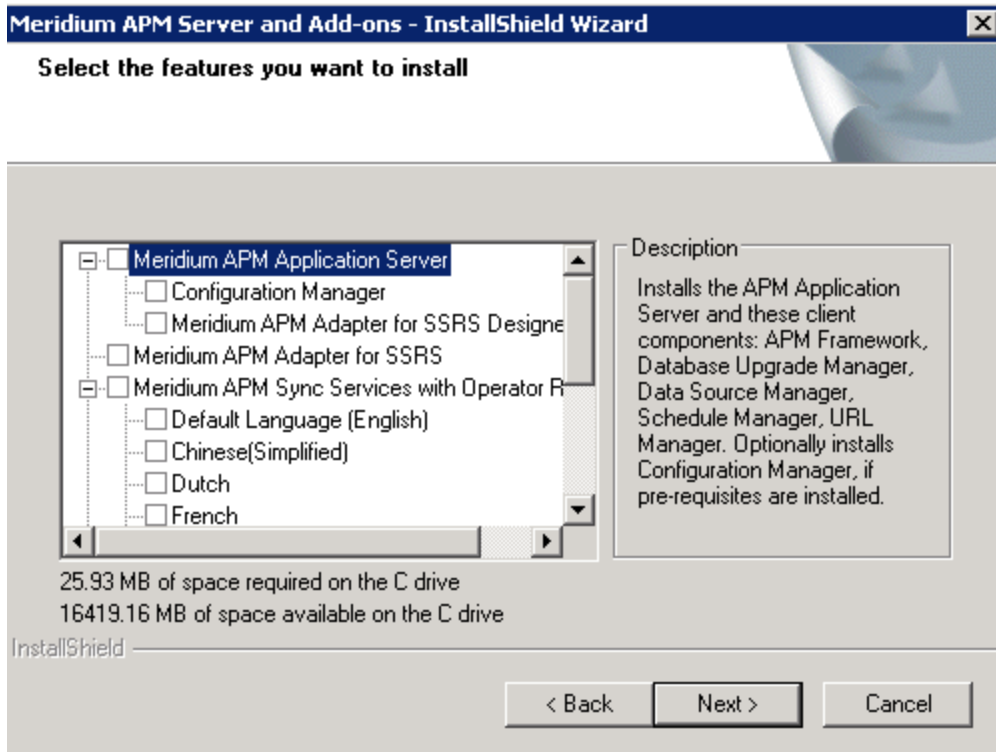 Meridium APM Server and Add-ons - InstallShield Wizard
Select the features you want to install
Meridium APM Application Server
Configuration Manager
Meridium APM Adapter for SSRS Designe
Meridium APM Adapter for SSRS
Meridium APM Sync Services with Operator R
Default Language (English)
Chinese(Simplified)
Dutch
French
Description
Installs the APM Application
Server and these client
components: APM Framework,
Database Upgrade Manager,
Data Source Manager,
Schedule Manager, URL
Manager. Optionally installs
Configuration Manager, if
pre-requisites are installed.
25.93 MB of space required on the C drive
16419.16 MB of space available on the C drive
InstallShield
< Back
Next >
Cancel